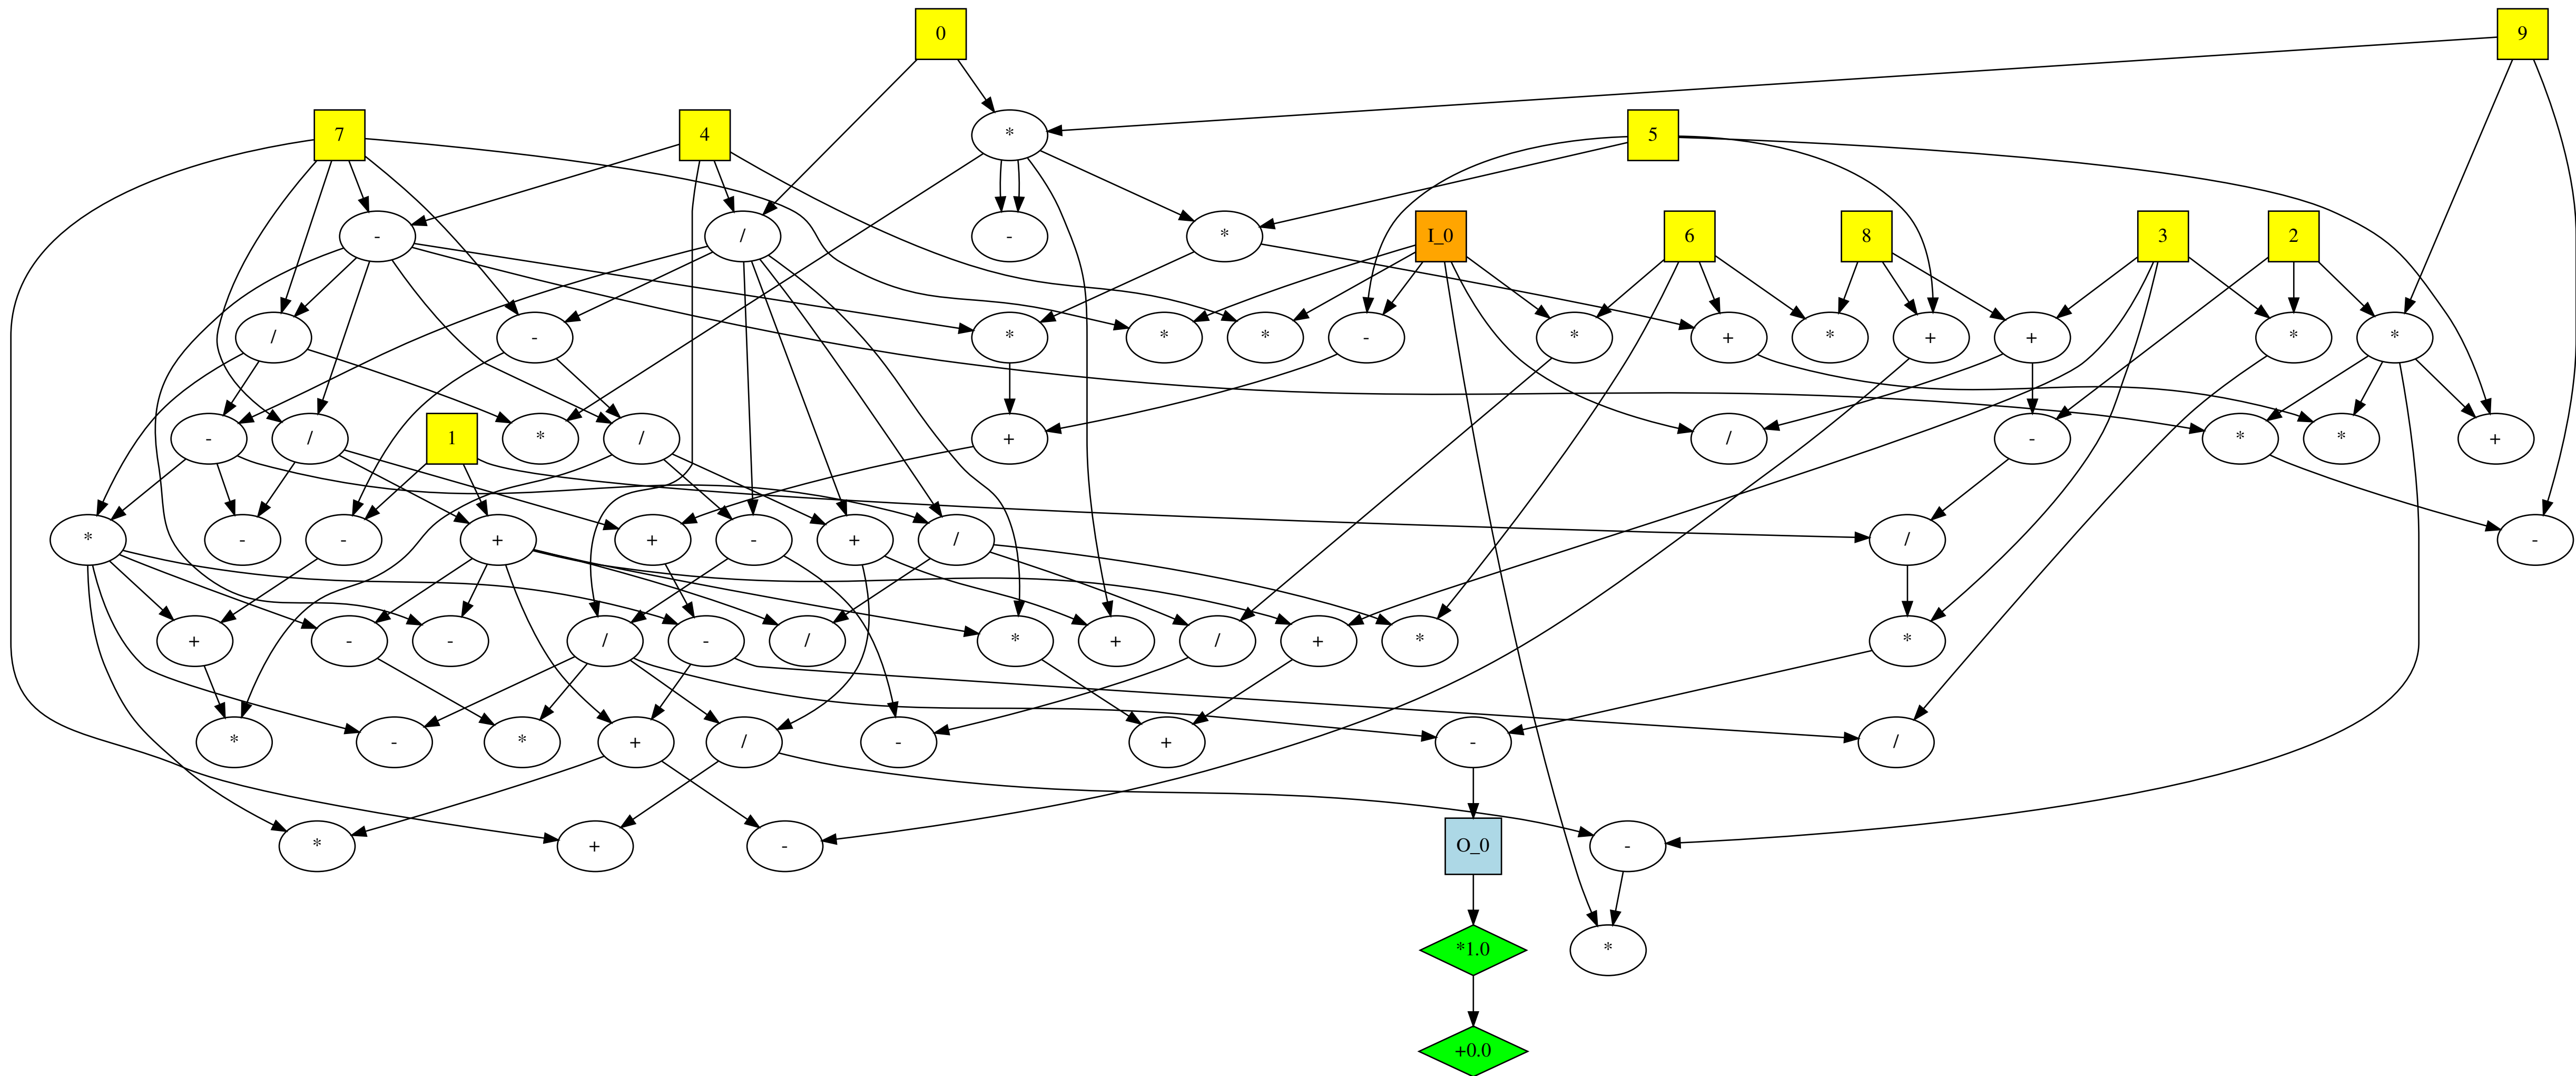 0 9
7 4 * 5
- / - * I_0 6 8 3 2
/ - * * * - * + * + + * *
- / 1 * / + / - * * +
* - - + + - + / / -
+ - - / - / * + / + * *
* - * + / - + - /
* + - O_0 -
*1.0 *
+0.0